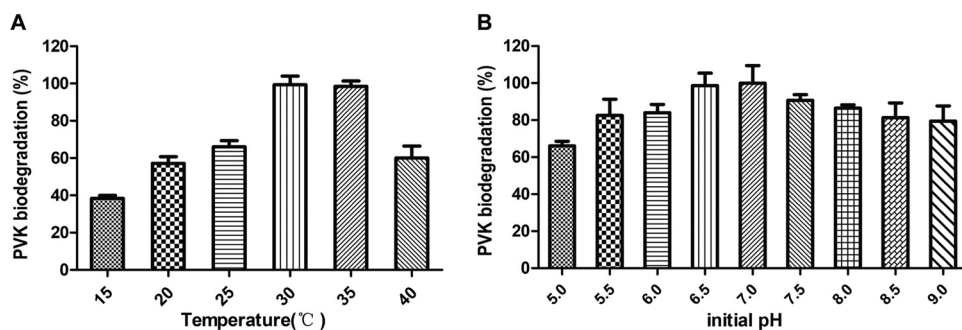 A
PVK biodegradation (%)
120
100
80
60
40
20
0
15 20 25 30 35 40
Temperature(℃)
B
PVK biodegradation (%)
120
100
80
60
40
20
0
5.0 5.5 6.0 6.5 7.0 7.5 8.0 8.5 9.0
initial pH